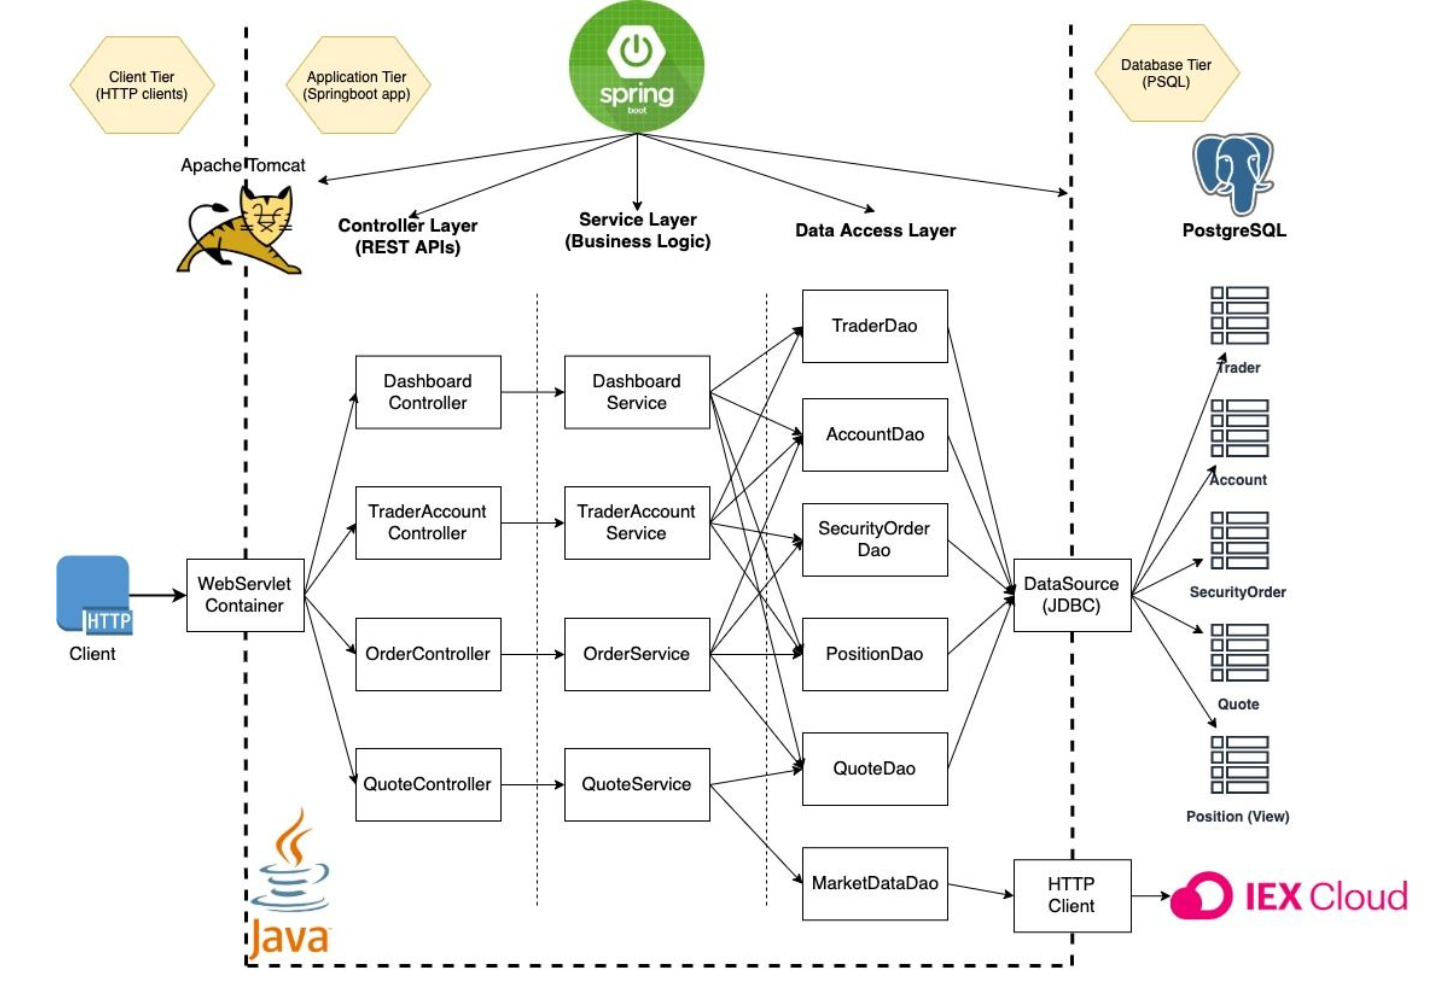 Client Tier
(HTTP clients)
Application Tier
(Springboot app)
spring
boot
Database Tier
(PSQL)
Apache Tomcat
Controller Layer
(REST APIs)
Service Layer
(Business Logic)
Data Access Layer
PostgreSQL
TraderDao
Trader
Dashboard
Controller
Dashboard
Service
AccountDao
Account
TraderAccount
Controller
TraderAccount
Service
SecurityOrder
Dao
SecurityOrder
HTTP
Client
WebServlet
Container
DataSource
(JDBC)
OrderController
OrderService
PositionDao
Quote
QuoteController
QuoteService
QuoteDao
Position (View)
MarketDataDao
HTTP
Client
IEX Cloud
Java